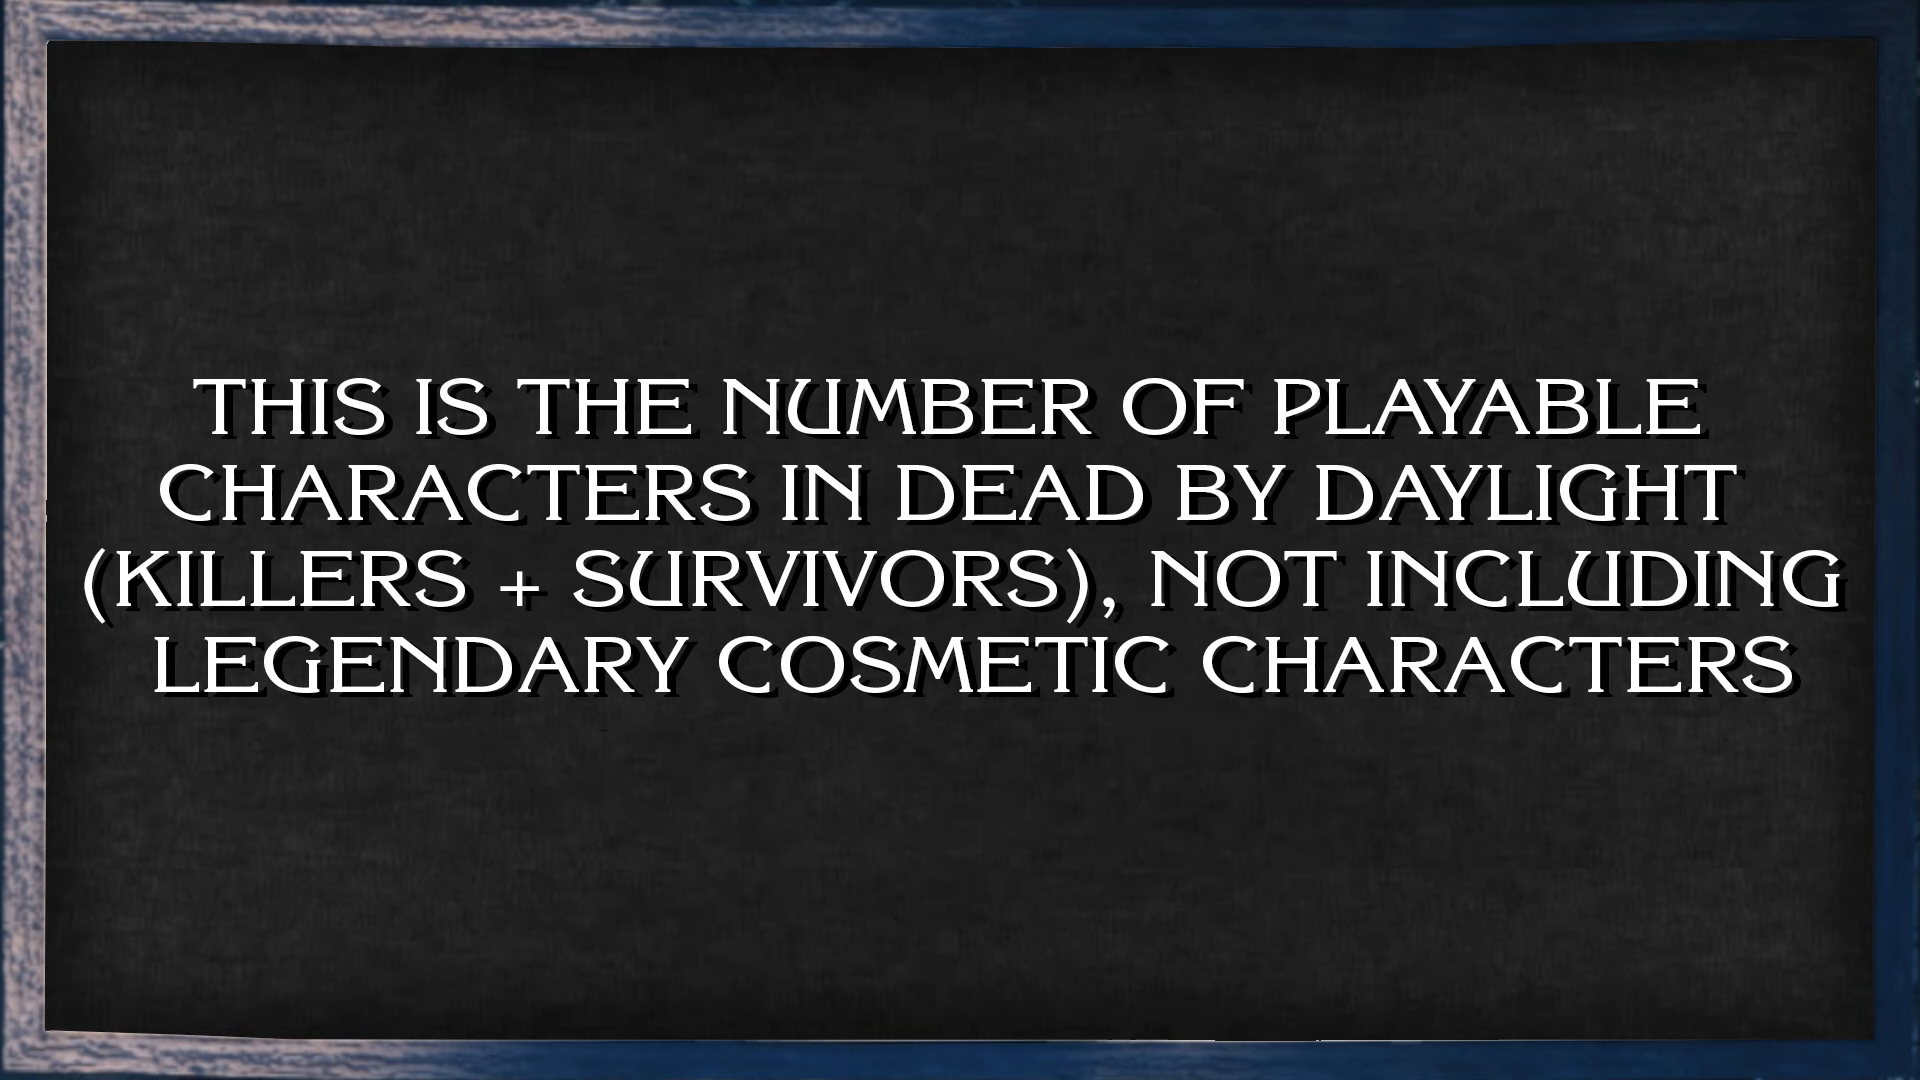 THIS IS THE NUMBER OF PLAYABLE
CHARACTERS IN DEAD BY DAYLIGHT
(KILLERS + SURVIVORS), NOT INCLUDING
LEGENDARY COSMETIC CHARACTERS